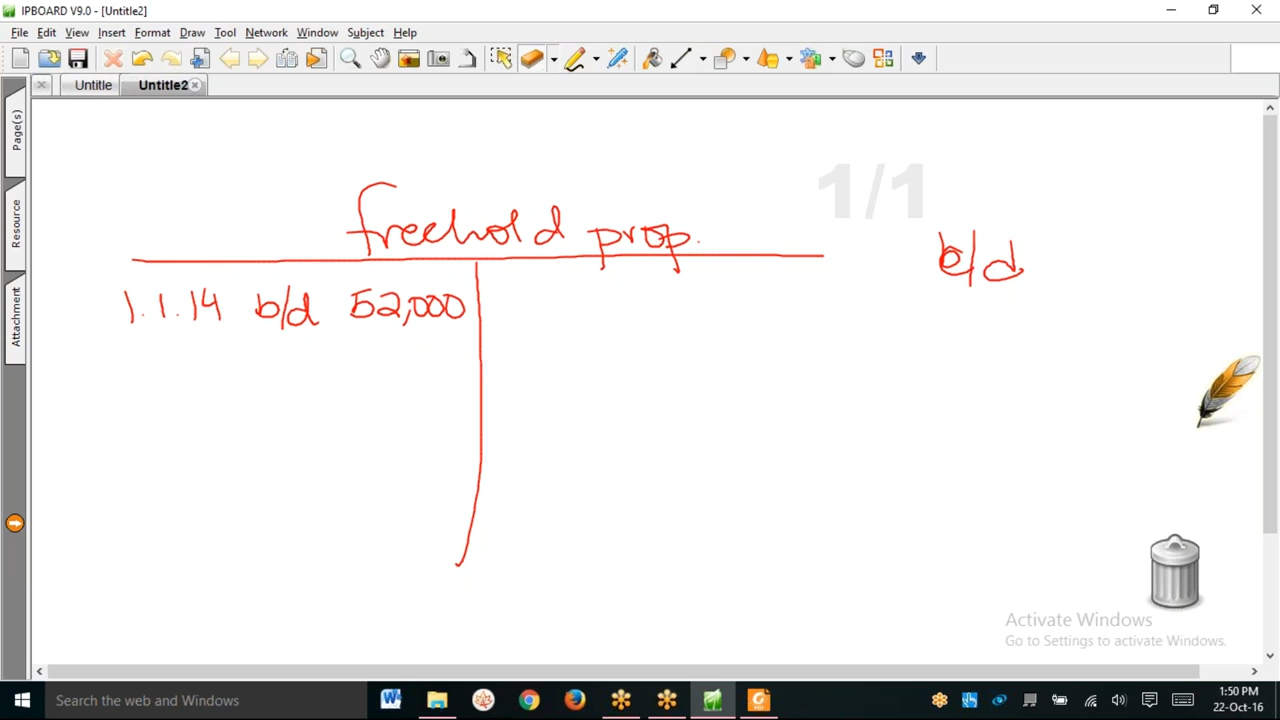 IPBOARD V9.0 - [Untitle2]
File Edit View Insert Format Draw Tool Network Window Subject Help
Untitle Untitle2
Page(s)
Resource
Attachment
1/1
freehold prop.
b/d
1.1.14 b/d 52,000
Activate Windows
Go to Settings to activate Windows.
Search the web and Windows
1:50 PM
22-Oct-16